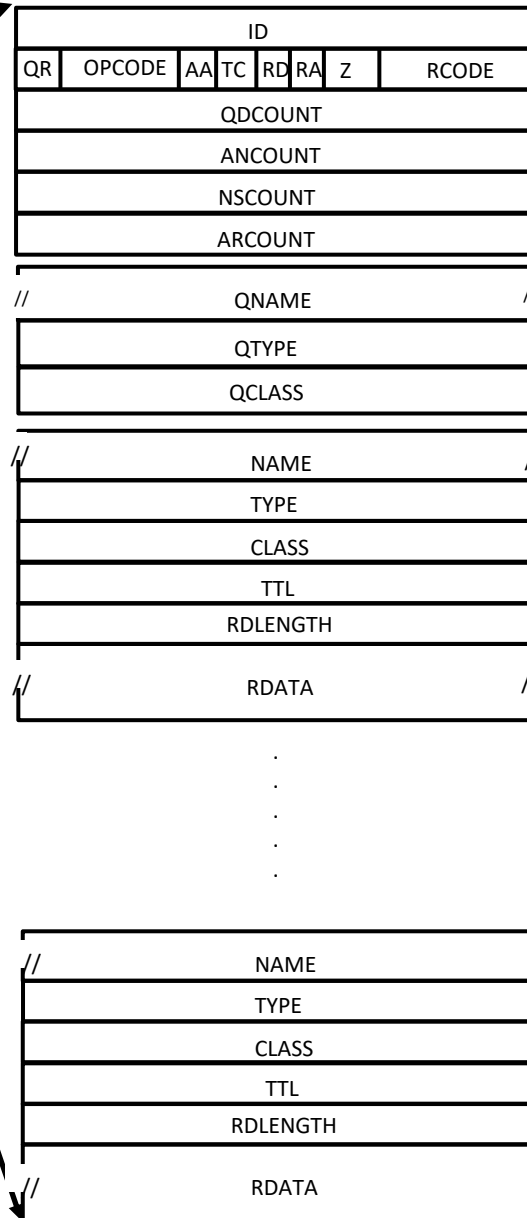 ID
QR OPCODE AA TC RD RA Z RCODE
QDCOUNT
ANCOUNT
NSCOUNT
ARCOUNT
// QNAME /
QTYPE
QCLASS
// NAME /
TYPE
CLASS
TTL
RDLENGTH
// RDATA /
.
.
.
.
.
// NAME
TYPE
CLASS
TTL
RDLENGTH
// RDATA